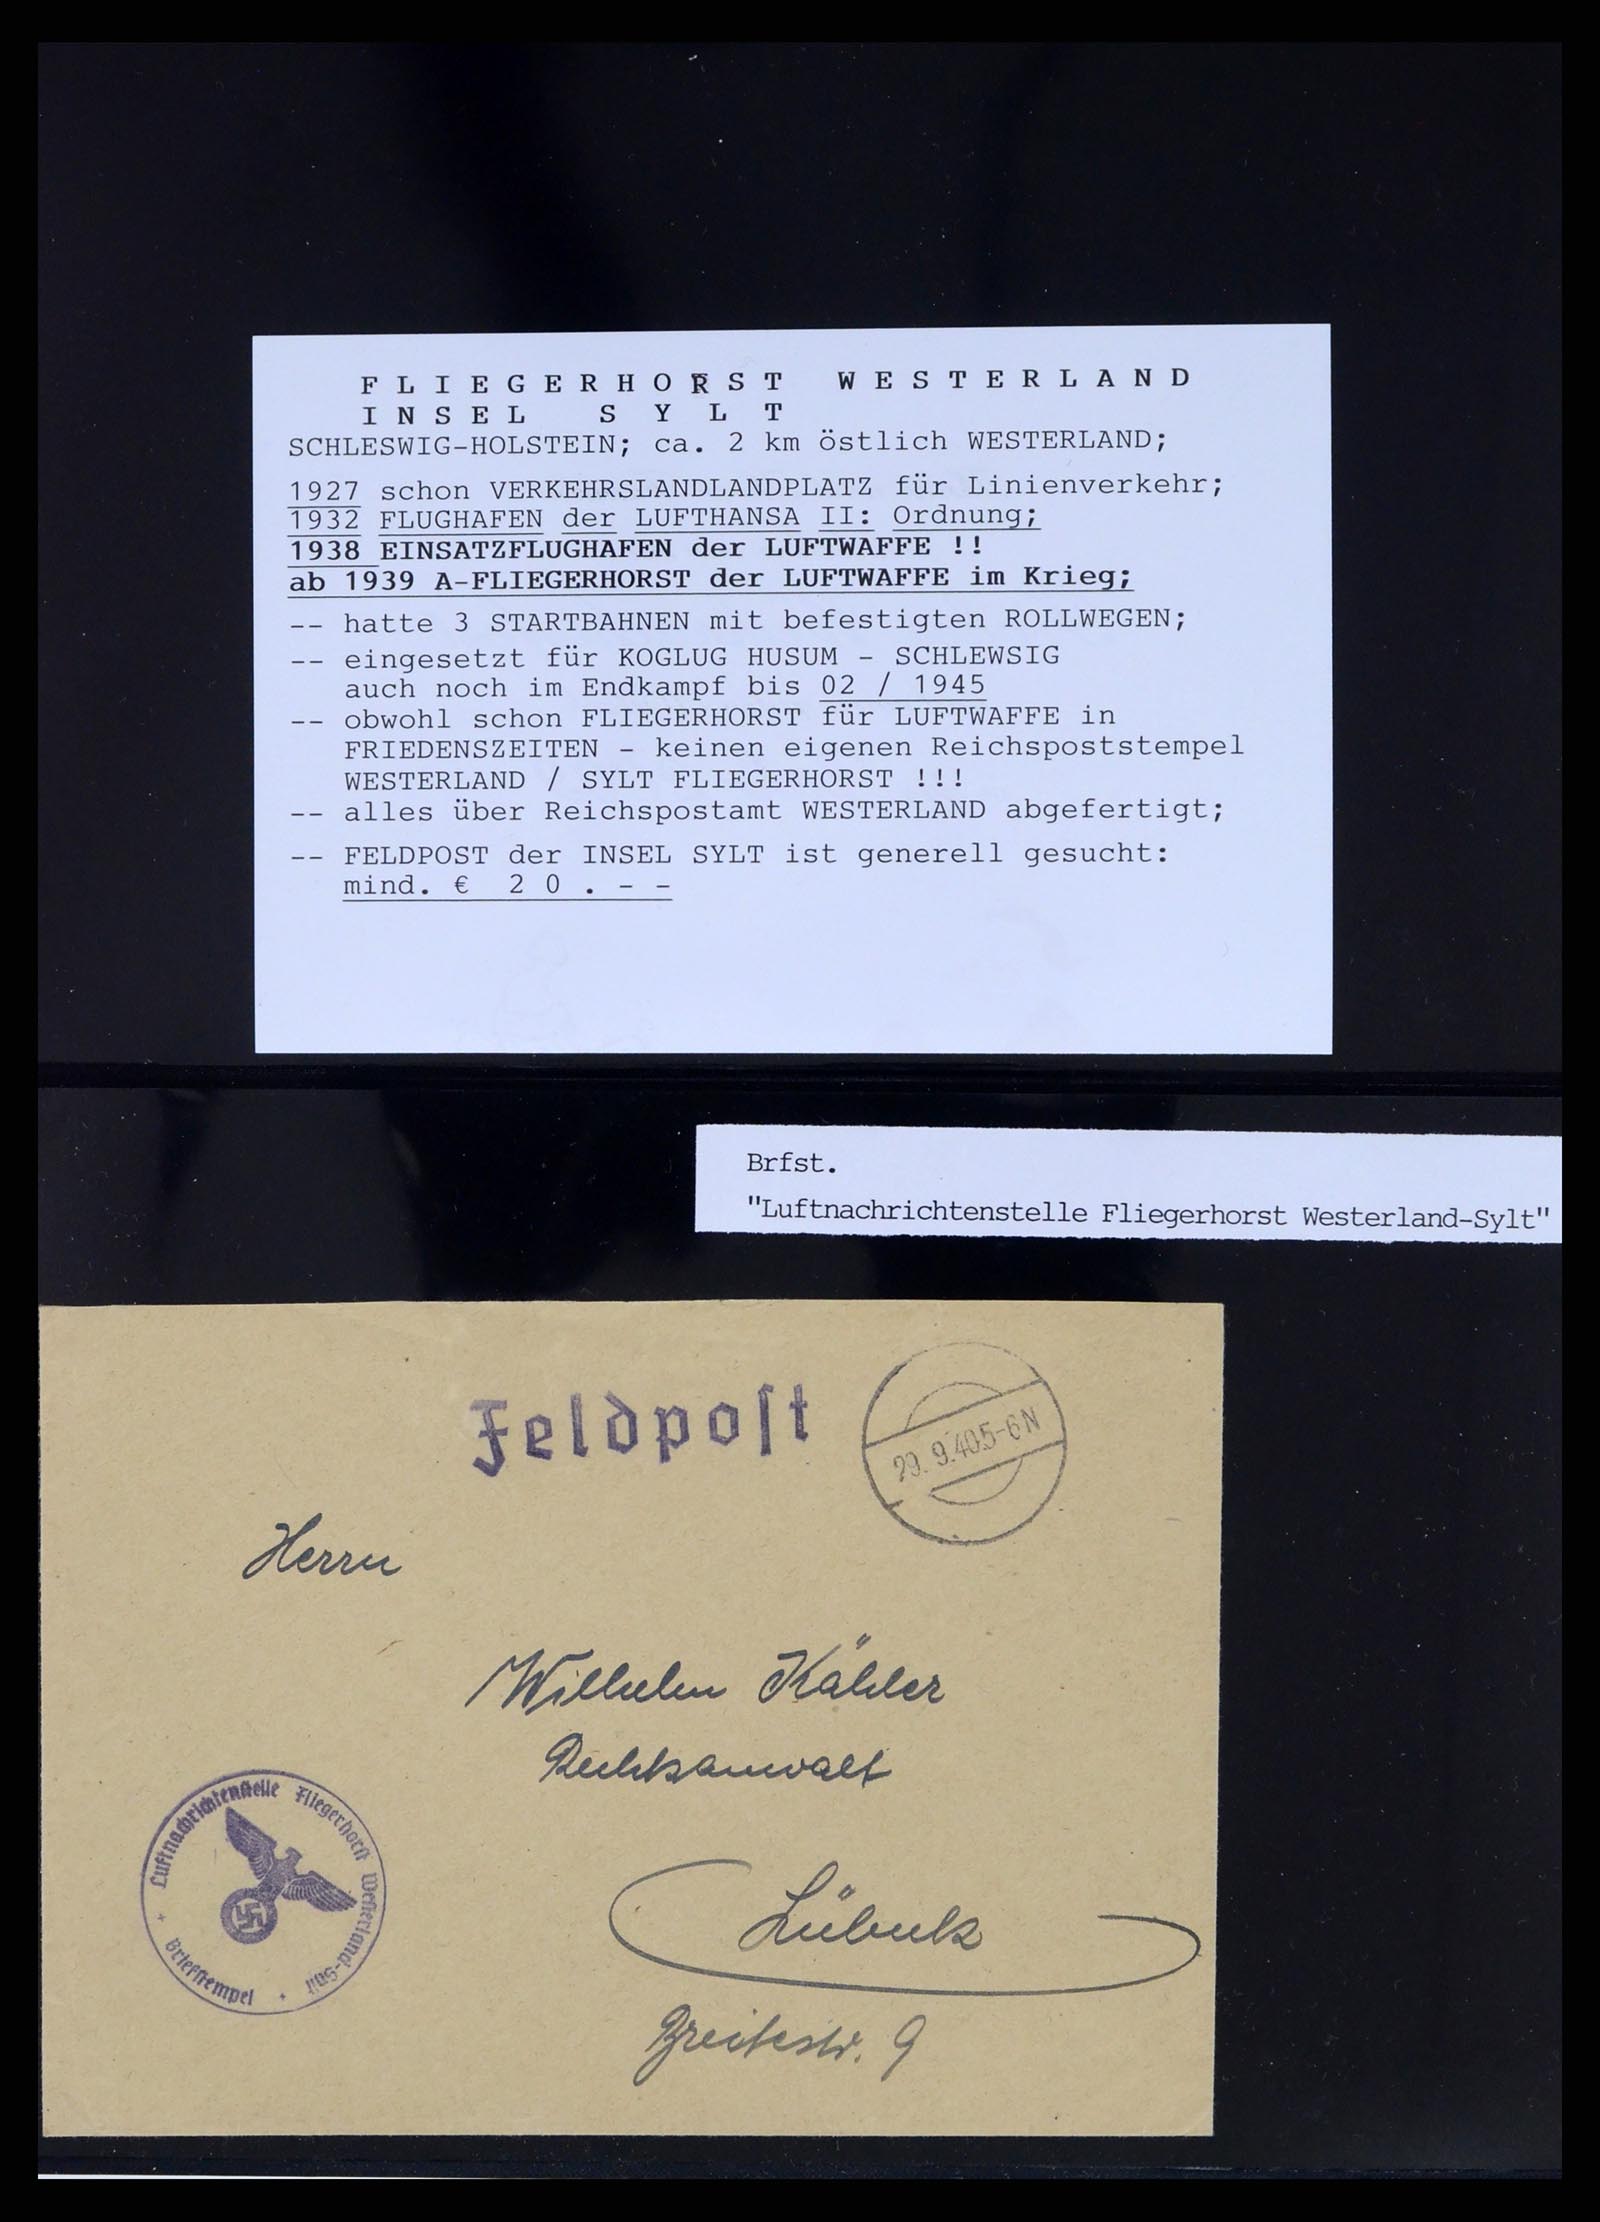 FLIEGERHORST WESTERLAND
INSEL SYLT
SCHLESWIG-HOLSTEIN; ca. 2 km östlich WESTERLAND;
1927 schon VERKEHRSLANDLANDPLATZ für Linienverkehr;
1932 FLUGHAFEN der LUFTHANSA II: Ordnung;
1938 EINSATZFLUGHAFEN der LUFTWAFFE !!
ab 1939 A-FLIEGERHORST der LUFTWAFFE im Krieg;
-- hatte 3 STARTBAHNEN mit befestigten ROLLWEGEN;
-- eingesetzt für KOGLUG HUSUM - SCHLEWSIG
auch noch im Endkampf bis 02 / 1945
-- obwohl schon FLIEGERHORST für LUFTWAFFE in
FRIEDENSZEITEN - keinen eigenen Reichspoststempel
WESTERLAND / SYLT FLIEGERHORST !!!
-- alles über Reichspostamt WESTERLAND abgefertigt;
-- FELDPOST der INSEL SYLT ist generell gesucht:
mind. € 20.--
Brfst.
"Luftnachrichtenstelle Fliegerhorst Westerland-Sylt"
Feldpost
29.9.40.5-6N
Herrn
Wilhelm Kähler
Rechtsanwalt
Lübeck
Breitestr. 9
Luftnachrichtenstelle Fliegerhorst Westerland-Sylt
Briefstempel